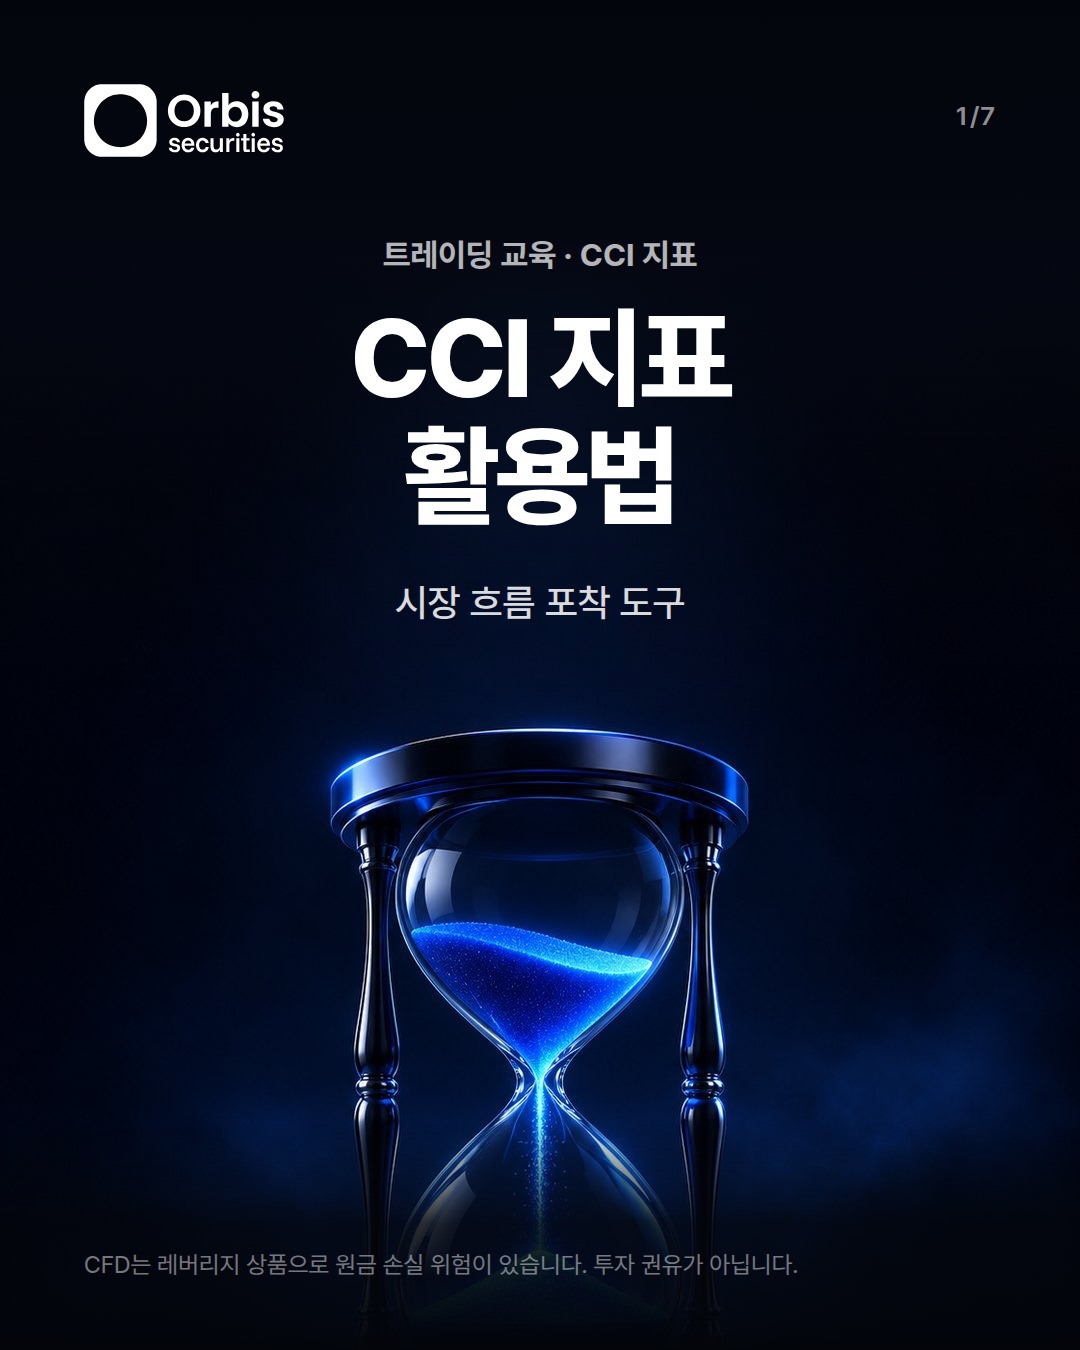 Orbis
securities
1/7
트레이딩 교육 · CCI 지표
CCI 지표
활용법
시장 흐름 포착 도구
CFD는 레버리지 상품으로 원금 손실 위험이 있습니다. 투자 권유가 아닙니다.